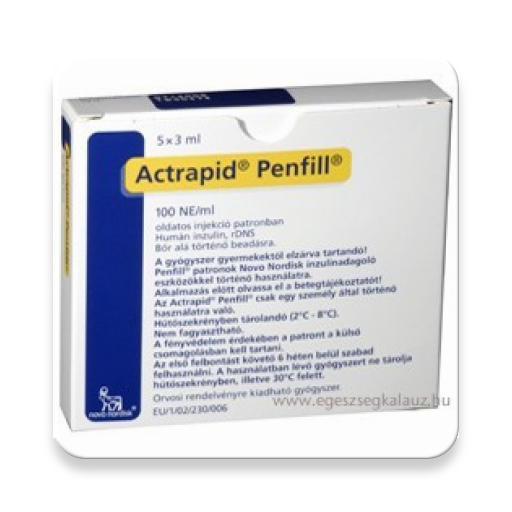 5 x 3 ml
Actrapid® Penfill®
100 NE/ml
oldatos injekció patronban
Humán inzulin, rDNS
Bőr alá történő beadásra.
A gyógyszer gyermekektől elzárva tartandó!
Penfill® patronok Novo Nordisk inzulinadagoló
eszközökkel történő használatra.
Alkalmazás előtt olvassa el a betegtájékoztatót!
Az Actrapid® Penfill® csak egy személy által történő
használatra való.
Hűtőszekrényben tárolandó (2°C - 8°C).
Nem fagyasztható.
A fényvédelem érdekében a patront a külső
csomagolásban kell tartani.
Az első felbontást követő 6 héten belül szabad
felhasználni. A használatban lévő gyógyszert ne tárolja
hűtőszekrényben, illetve 30°C felett.
Orvosi rendelvényre kiadható gyógyszer.
EU/1/02/230/006
novo nordisk®
www.egeszsegkalauz.hu